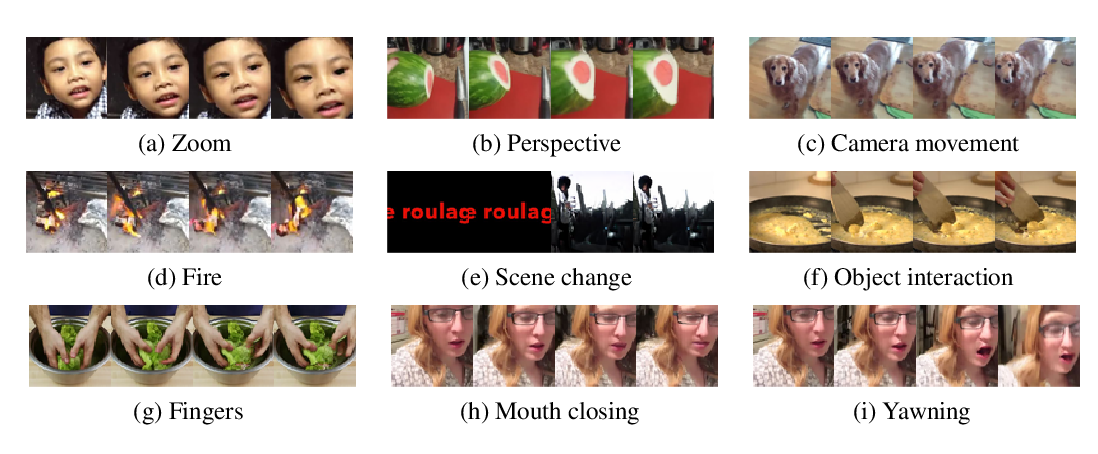 (a) Zoom
(b) Perspective
(c) Camera movement
e roulage roulag
(d) Fire
(e) Scene change
(f) Object interaction
(g) Fingers
(h) Mouth closing
(i) Yawning